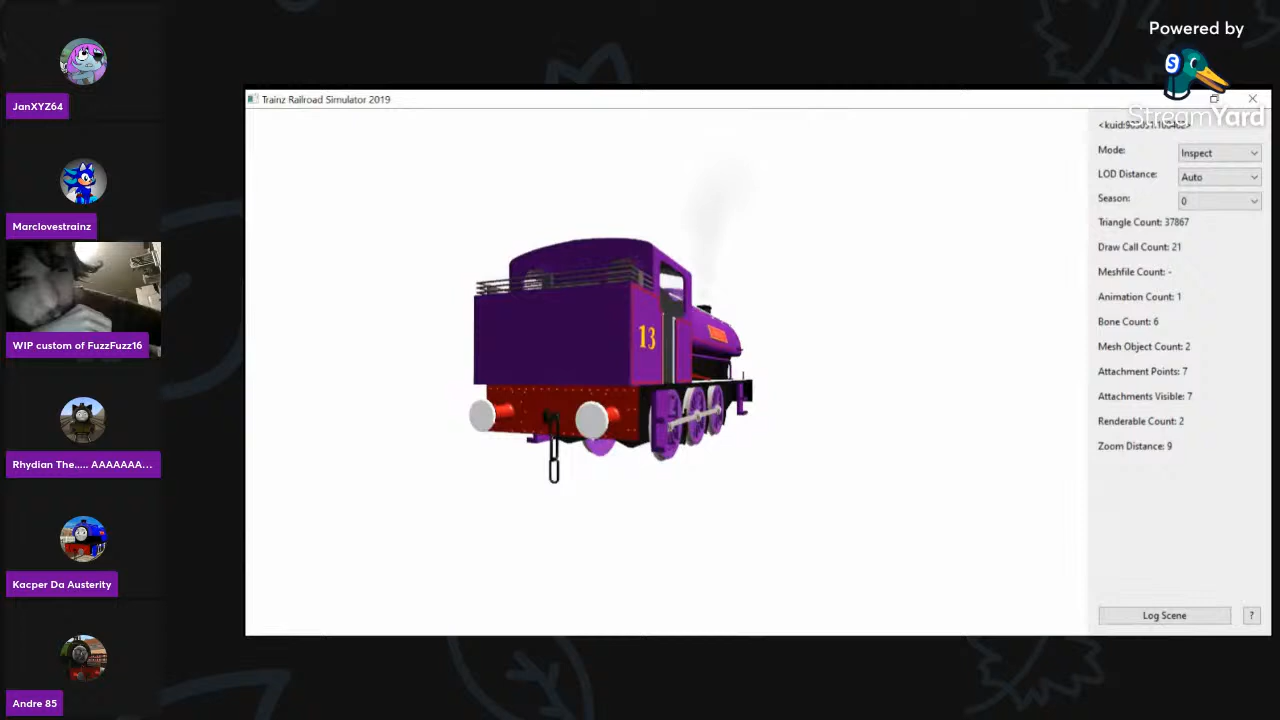 Powered by
StreamYard
JanXYZ64
Marclovestrainz
WIP custom of FuzzFuzz16
Rhydian The..... AAAAAAA...
Kacper Da Austerity
Andre 85
Trainz Railroad Simulator 2019
13
Mode: Inspect
LOD Distance: Auto
Season: 0
Triangle Count: 37867
Draw Call Count: 21
Meshfile Count: -
Animation Count: 1
Bone Count: 6
Mesh Object Count: 2
Attachment Points: 7
Attachments Visible: 7
Renderable Count: 2
Zoom Distance: 9
Log Scene
?